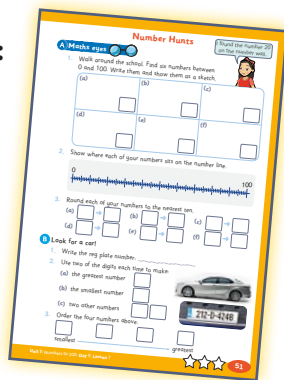 :
Number Hunts
A Maths eyes
I found the number 20
on the number wall.
1. Walk around the school. Find six numbers between
0 and 100. Write them and show them as a sketch.
(a) (b) (c)
(d) (e) (f)
2. Show where each of your numbers sits on the number line.
0 100
3. Round each of your numbers to the nearest ten.
(a) (b) (c)
(d) (e) (f)
B Look for a car!
1. Write the reg plate number.
2. Use two of the digits each time to make:
(a) the greatest number
(b) the smallest number
(c) two other numbers
212-D-4248
3. Order the four numbers above.
smallest greatest
51